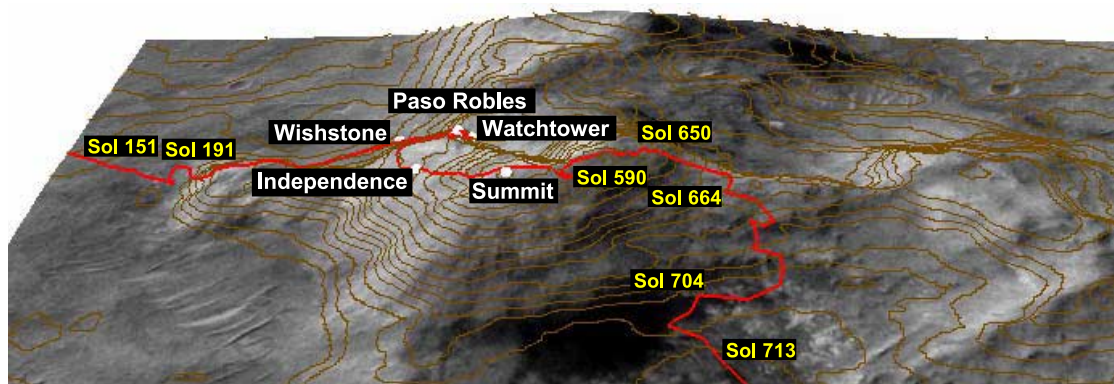 Paso Robles
Wishstone
Watchtower
Sol 650
Sol 151
Sol 191
Independence
Summit
Sol 590
Sol 664
Sol 704
Sol 713